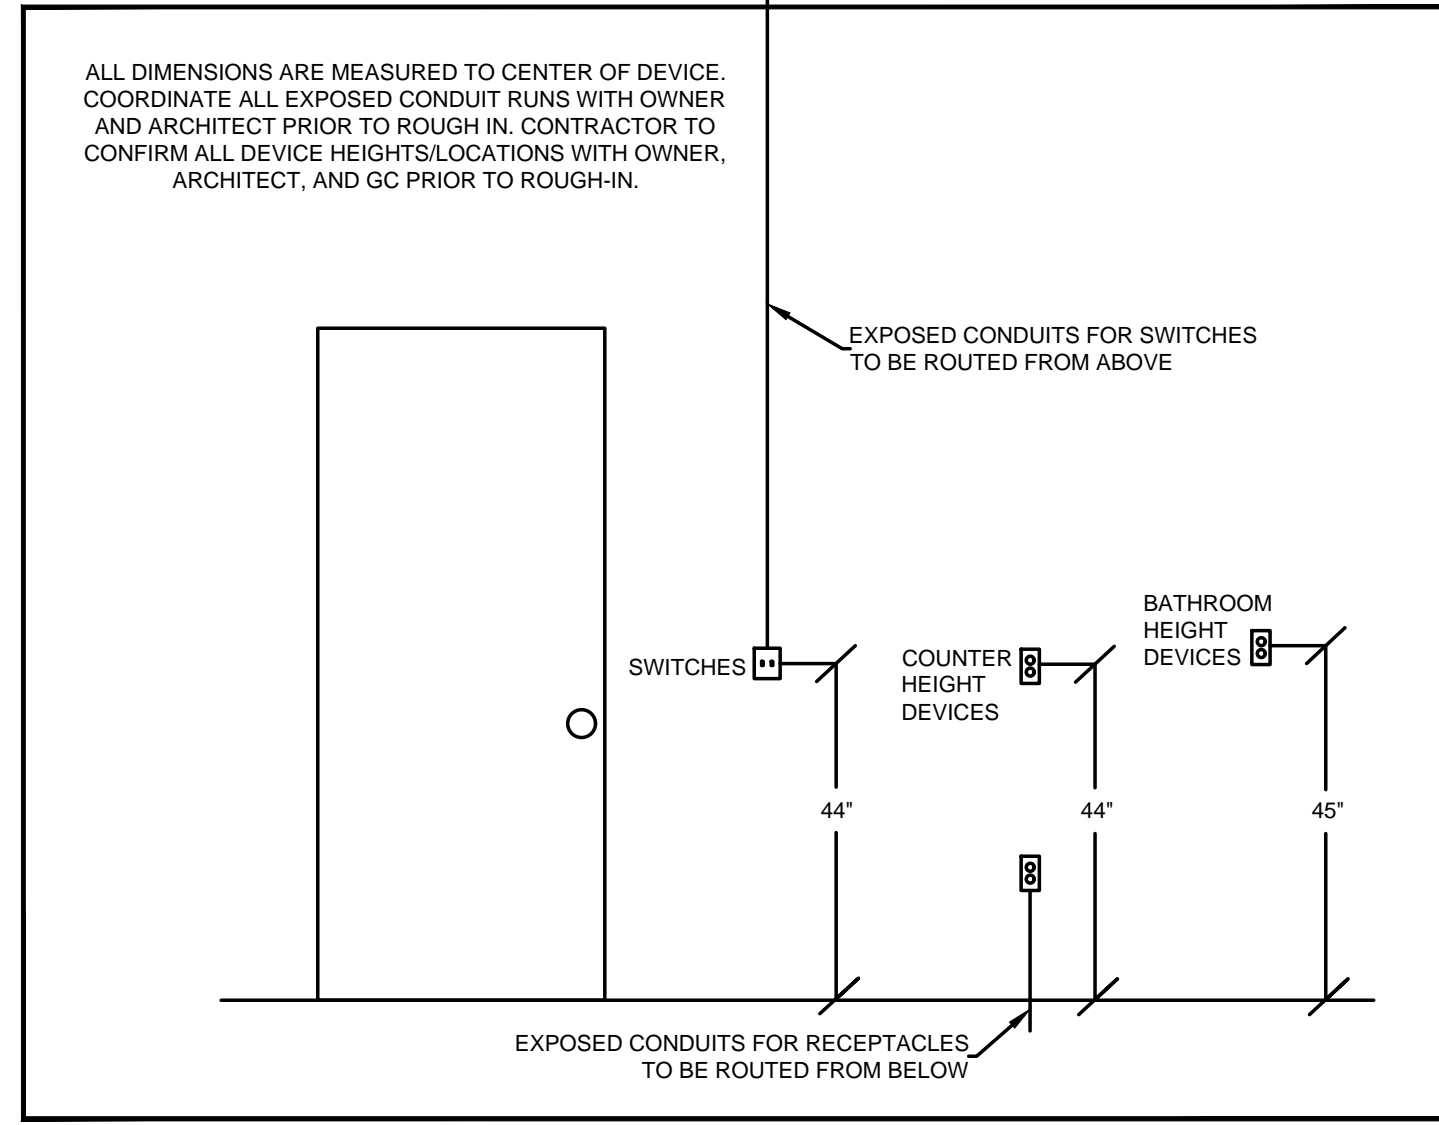 ALL DIMENSIONS ARE MEASURED TO CENTER OF DEVICE.
COORDINATE ALL EXPOSED CONDUIT RUNS WITH OWNER
AND ARCHITECT PRIOR TO ROUGH IN. CONTRACTOR TO
CONFIRM ALL DEVICE HEIGHTS/LOCATIONS WITH OWNER,
ARCHITECT, AND GC PRIOR TO ROUGH-IN.
EXPOSED CONDUITS FOR SWITCHES
TO BE ROUTED FROM ABOVE
SWITCHES
COUNTER
HEIGHT
DEVICES
BATHROOM
HEIGHT
DEVICES
44"
44"
45"
EXPOSED CONDUITS FOR RECEPTACLES
TO BE ROUTED FROM BELOW